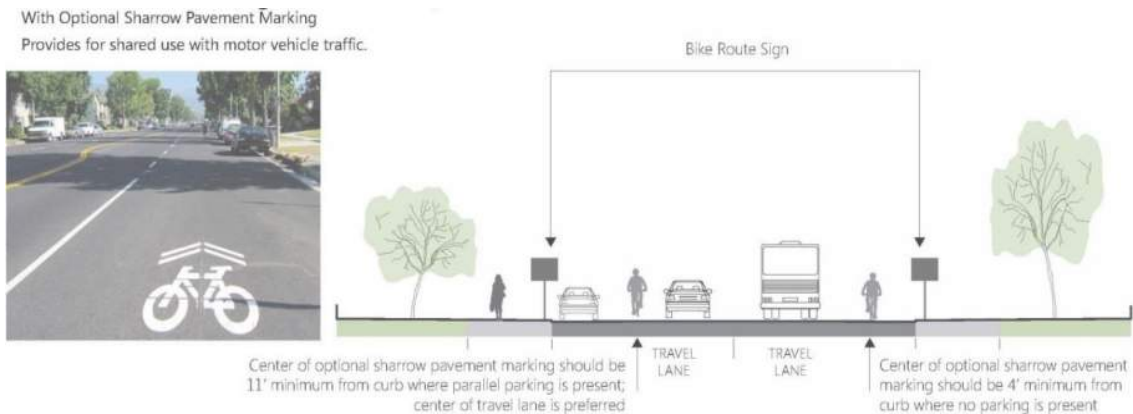 With Optional Sharrow Pavement Marking
Provides for shared use with motor vehicle traffic.
Bike Route Sign
TRAVEL
LANE
TRAVEL
LANE
Center of optional sharrow pavement marking should be
11' minimum from curb where parallel parking is present;
center of travel lane is preferred
Center of optional sharrow pavement
marking should be 4' minimum from
curb where no parking is present